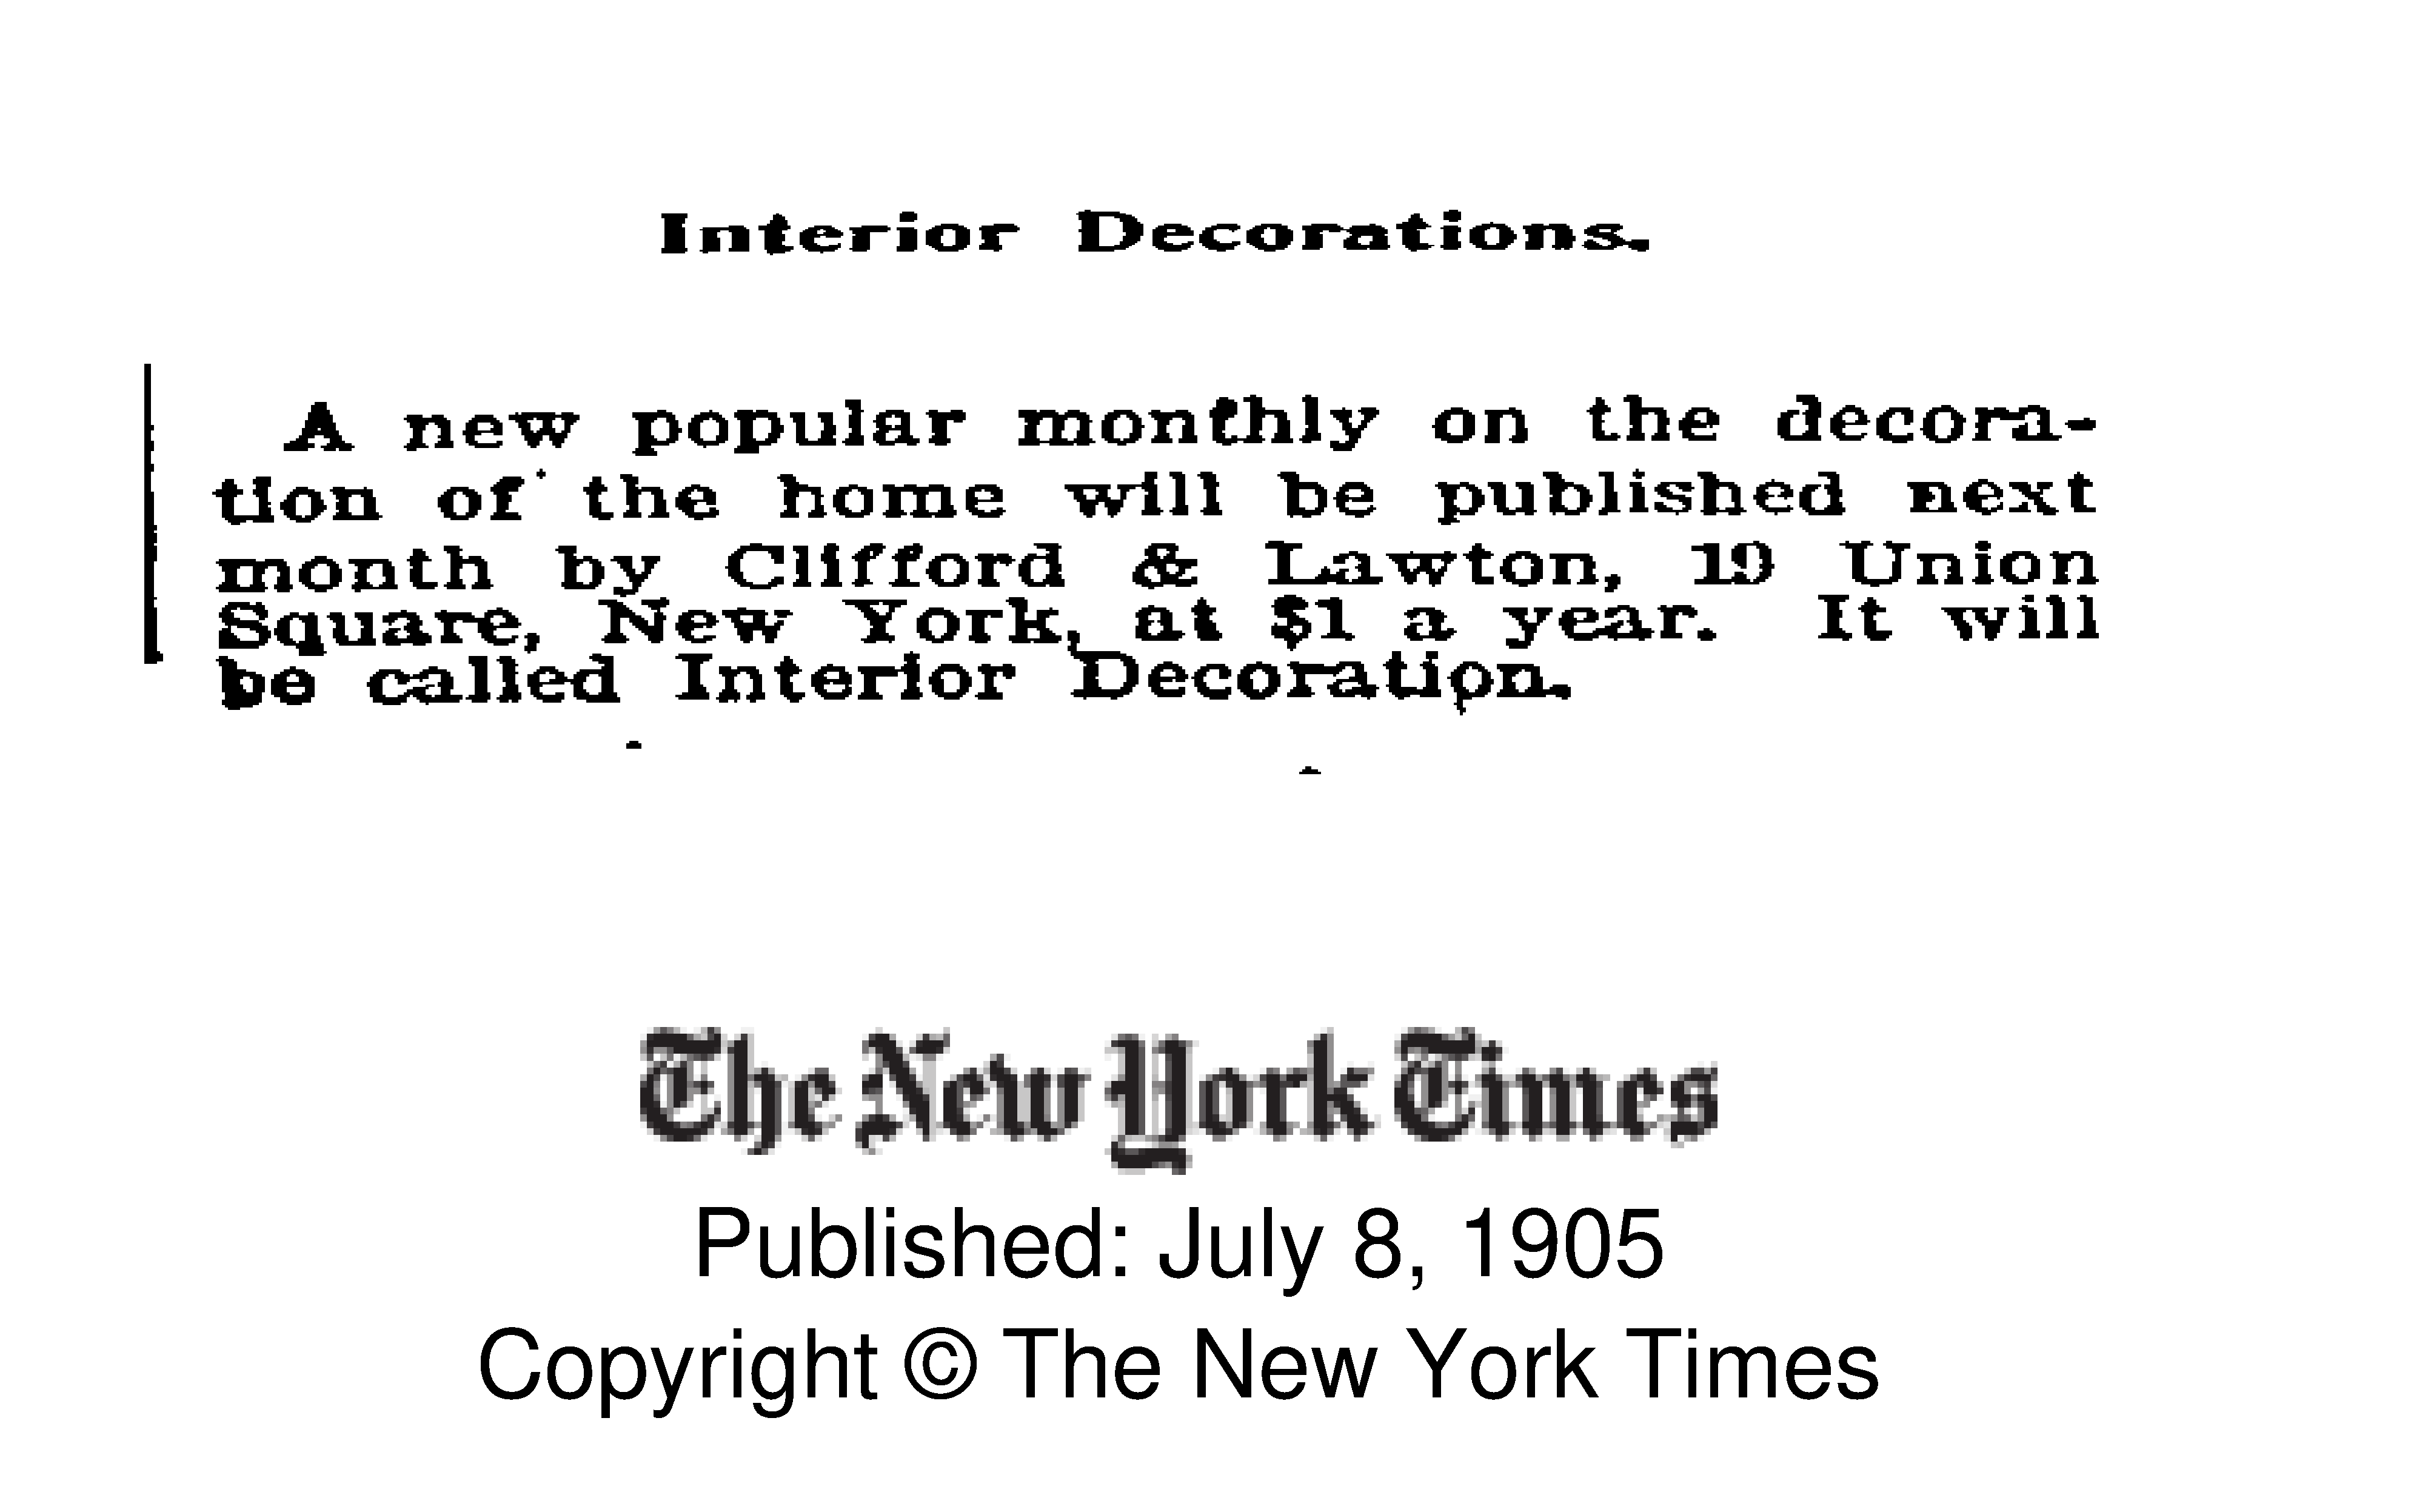 Interior Decorations.
A new popular monthly on the decora-
tion of the home will be published next
month by Clifford & Lawton, 19 Union
Square, New York, at $1 a year. It will
be called Interior Decoration.
The New York Times
Published: July 8, 1905
Copyright © The New York Times